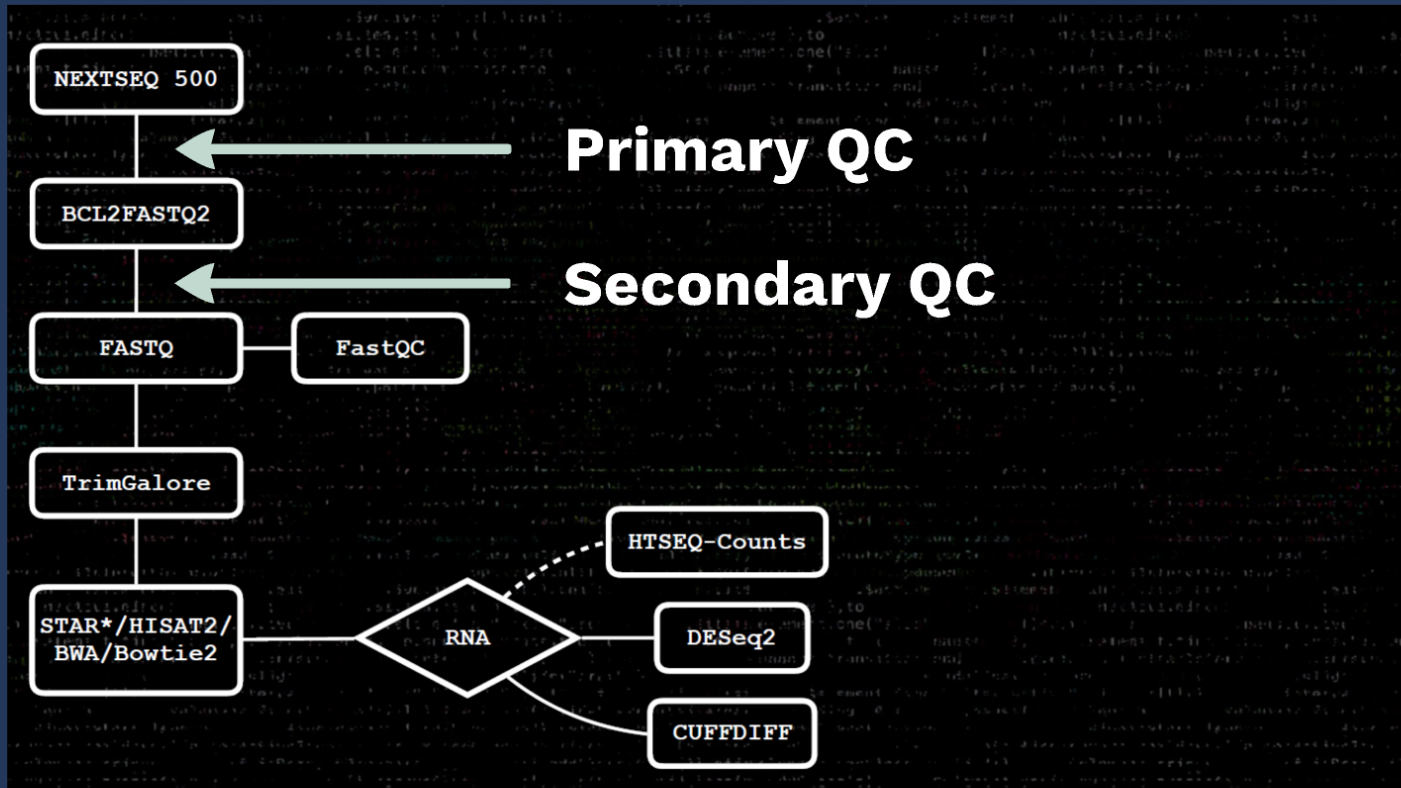 NEXTSEQ 500
Primary QC
BCL2FASTQ2
Secondary QC
FASTQ
FastQC
TrimGalore
HTSEQ-Counts
STAR*/HISAT2/
BWA/Bowtie2
RNA
DESeq2
CUFFDIFF